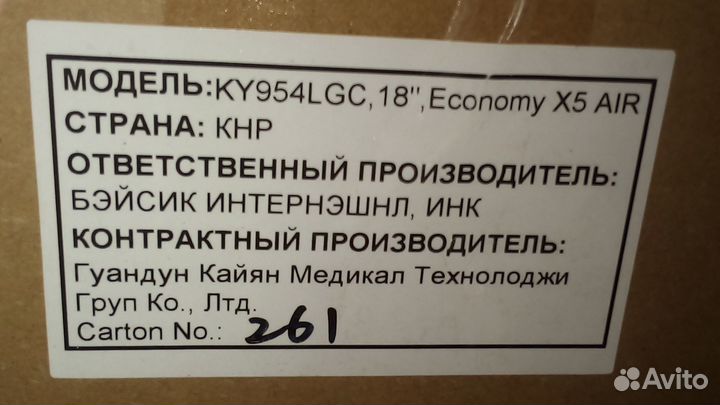 МОДЕЛЬ:KY954LGC,18",Economy X5 AIR
СТРАНА: КНР
ОТВЕТСТВЕННЫЙ ПРОИЗВОДИТЕЛЬ:
БЭЙСИК ИНТЕРНЭШНЛ, ИНК
КОНТРАКТНЫЙ ПРОИЗВОДИТЕЛЬ:
Гуандун Кайян Медикал Технолоджи
Груп Ко., Лтд.
Carton No.: 261
Avito